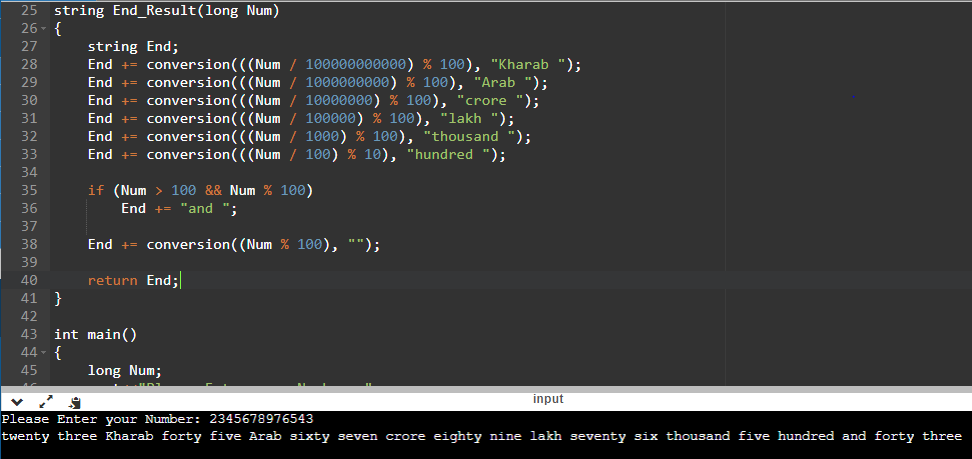 25 string End_Result(long Num)
26 {
27 string End;
28 End += conversion(((Num / 100000000000) % 100), "Kharab ");
29 End += conversion(((Num / 1000000000) % 100), "Arab ");
30 End += conversion(((Num / 10000000) % 100), "crore ");
31 End += conversion(((Num / 100000) % 100), "lakh ");
32 End += conversion(((Num / 1000) % 100), "thousand ");
33 End += conversion(((Num / 100) % 10), "hundred ");
34
35 if (Num > 100 && Num % 100)
36 End += "and ";
37
38 End += conversion((Num % 100), "");
39
40 return End;
41 }
42
43 int main()
44 {
45 long Num;
input
Please Enter your Number: 2345678976543
twenty three Kharab forty five Arab sixty seven crore eighty nine lakh seventy six thousand five hundred and forty three